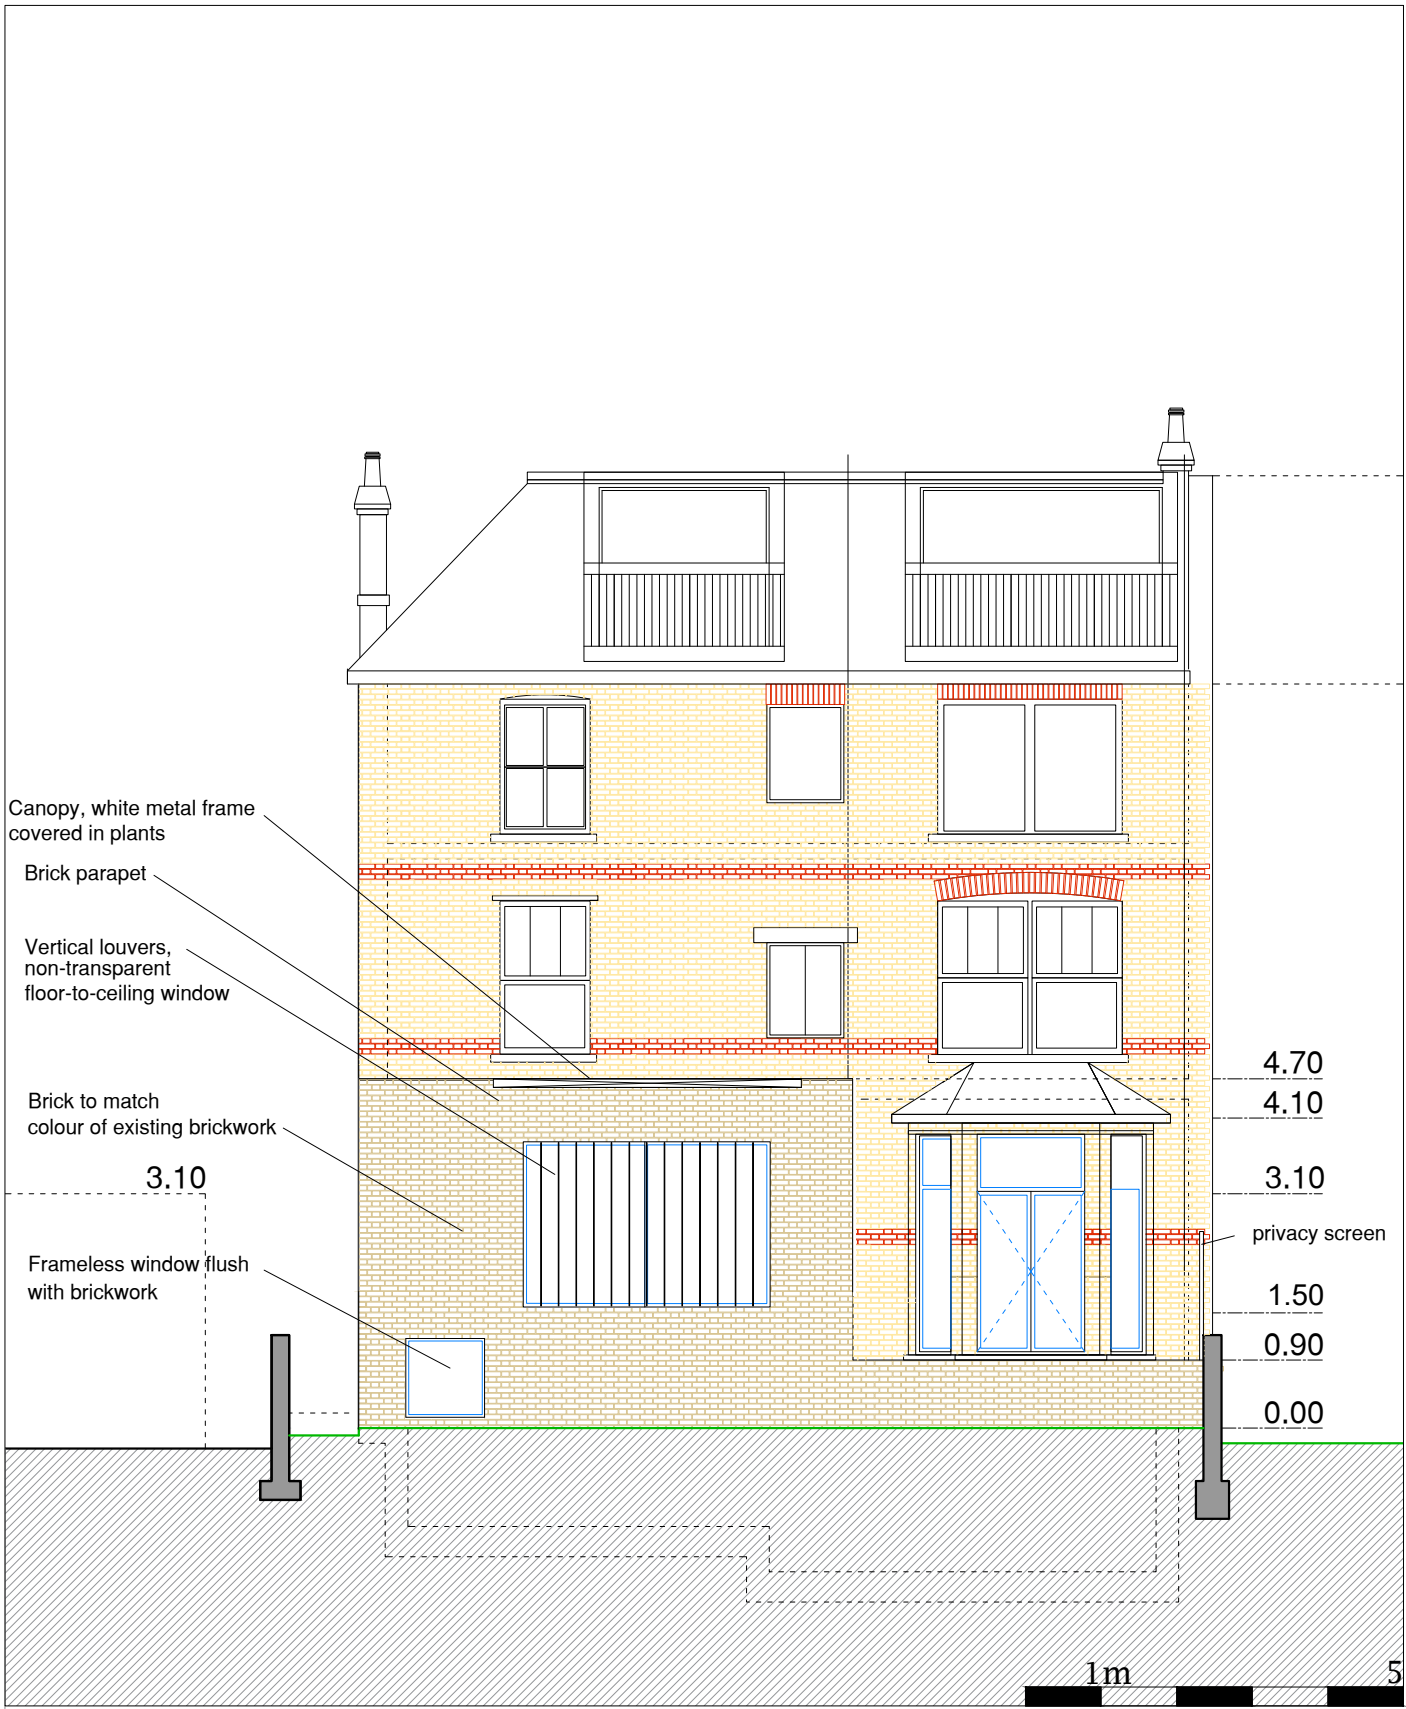 Canopy, white metal frame
covered in plants
Brick parapet
Vertical louvers,
non-transparent
floor-to-ceiling window
Brick to match
colour of existing brickwork
3.10
Frameless window flush
with brickwork
4.70
4.10
3.10
privacy screen
1.50
0.90
0.00
1m
5